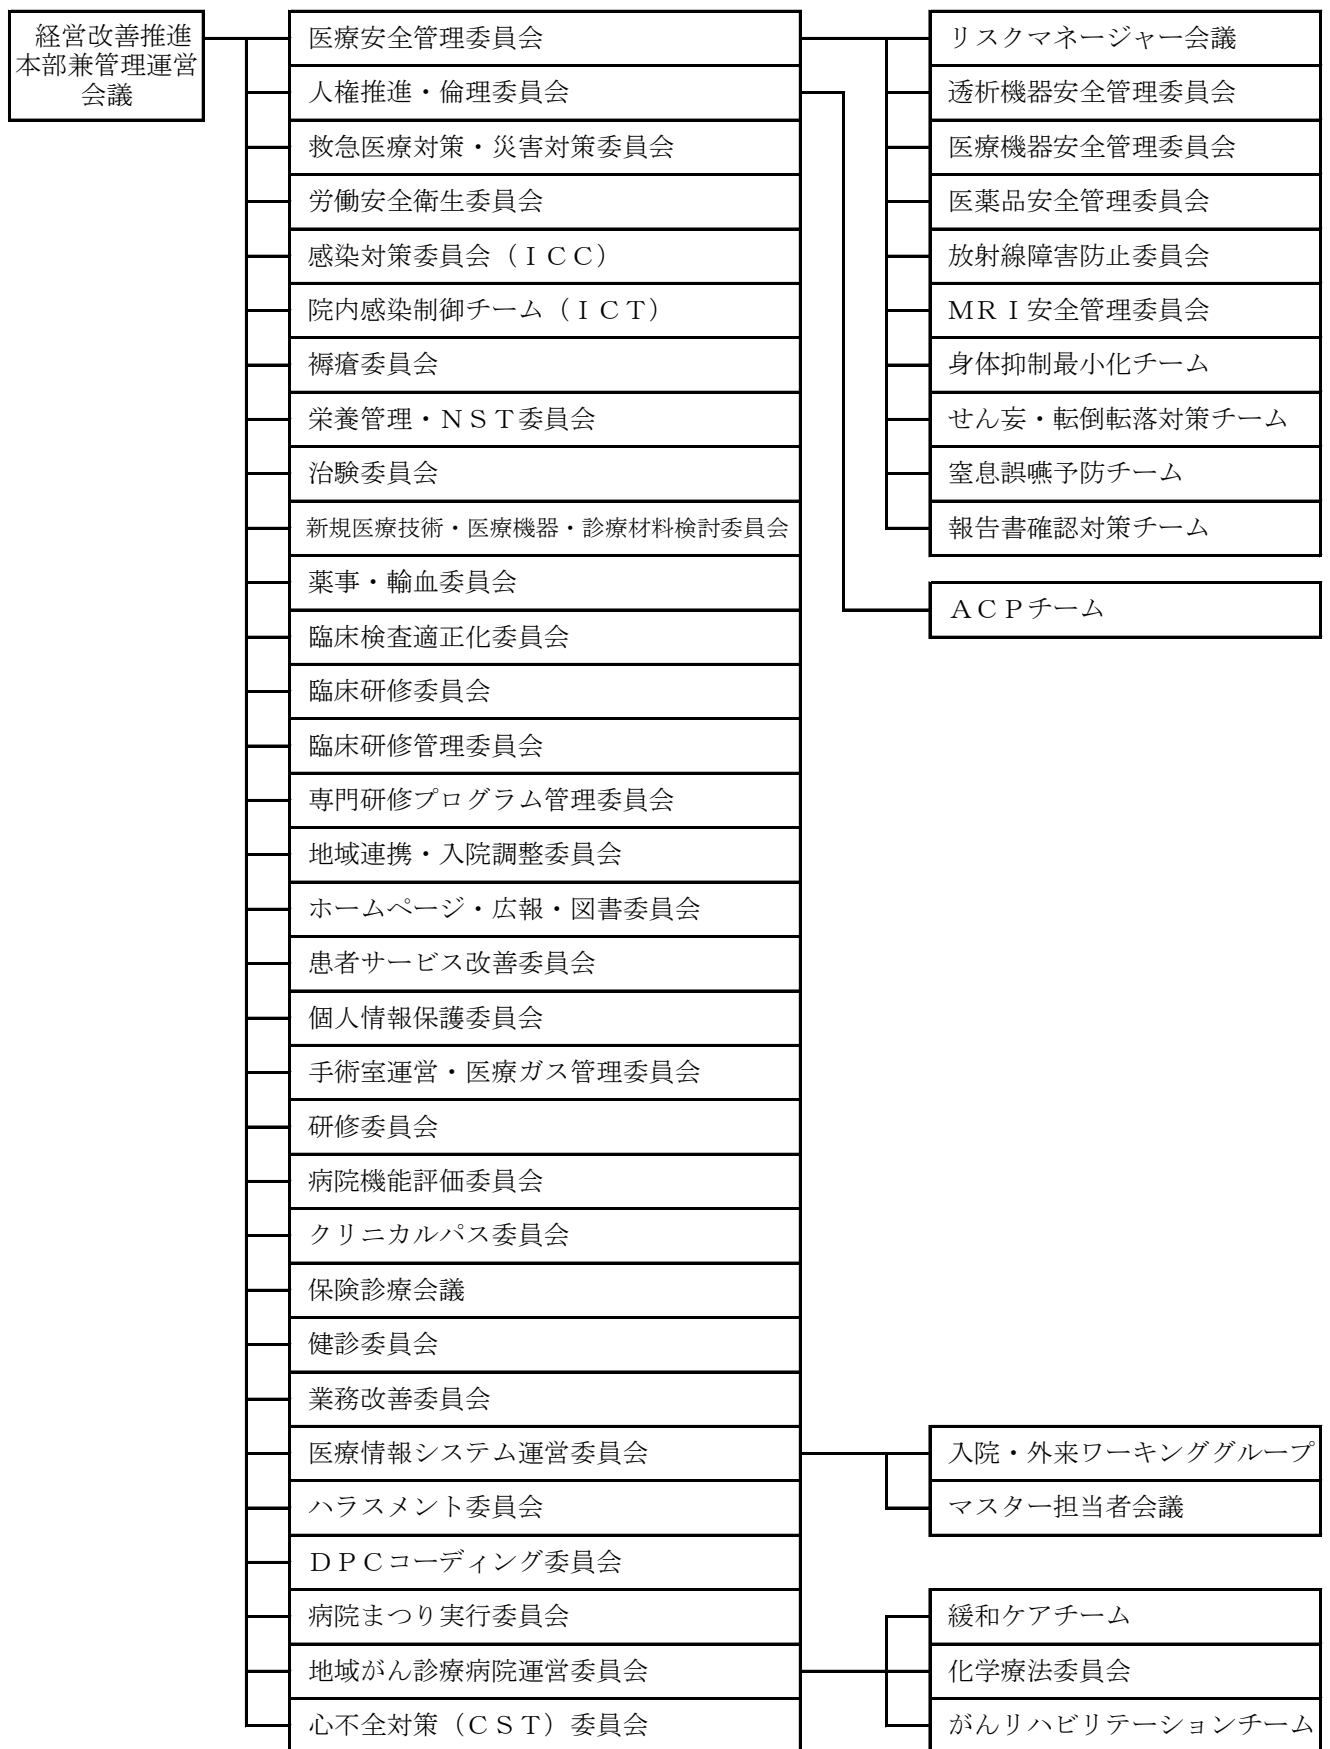 経営改善推進
本部兼管理運営
会議
医療安全管理委員会
人権推進・倫理委員会
救急医療対策・災害対策委員会
労働安全衛生委員会
感染対策委員会（ＩＣＣ）
院内感染制御チーム（ＩＣＴ）
褥瘡委員会
栄養管理・ＮＳＴ委員会
治験委員会
新規医療技術・医療機器・診療材料検討委員会
薬事・輸血委員会
臨床検査適正化委員会
臨床研修委員会
臨床研修管理委員会
専門研修プログラム管理委員会
地域連携・入院調整委員会
ホームページ・広報・図書委員会
患者サービス改善委員会
個人情報保護委員会
手術室運営・医療ガス管理委員会
研修委員会
病院機能評価委員会
クリニカルパス委員会
保険診療会議
健診委員会
業務改善委員会
医療情報システム運営委員会
ハラスメント委員会
ＤＰＣコーディング委員会
病院まつり実行委員会
地域がん診療病院運営委員会
心不全対策（ＣＳＴ）委員会
リスクマネージャー会議
透析機器安全管理委員会
医療機器安全管理委員会
医薬品安全管理委員会
放射線障害防止委員会
ＭＲＩ安全管理委員会
身体抑制最小化チーム
せん妄・転倒転落対策チーム
窒息誤嚥予防チーム
報告書確認対策チーム
ＡＣＰチーム
入院・外来ワーキンググループ
マスター担当者会議
緩和ケアチーム
化学療法委員会
がんリハビリテーションチーム